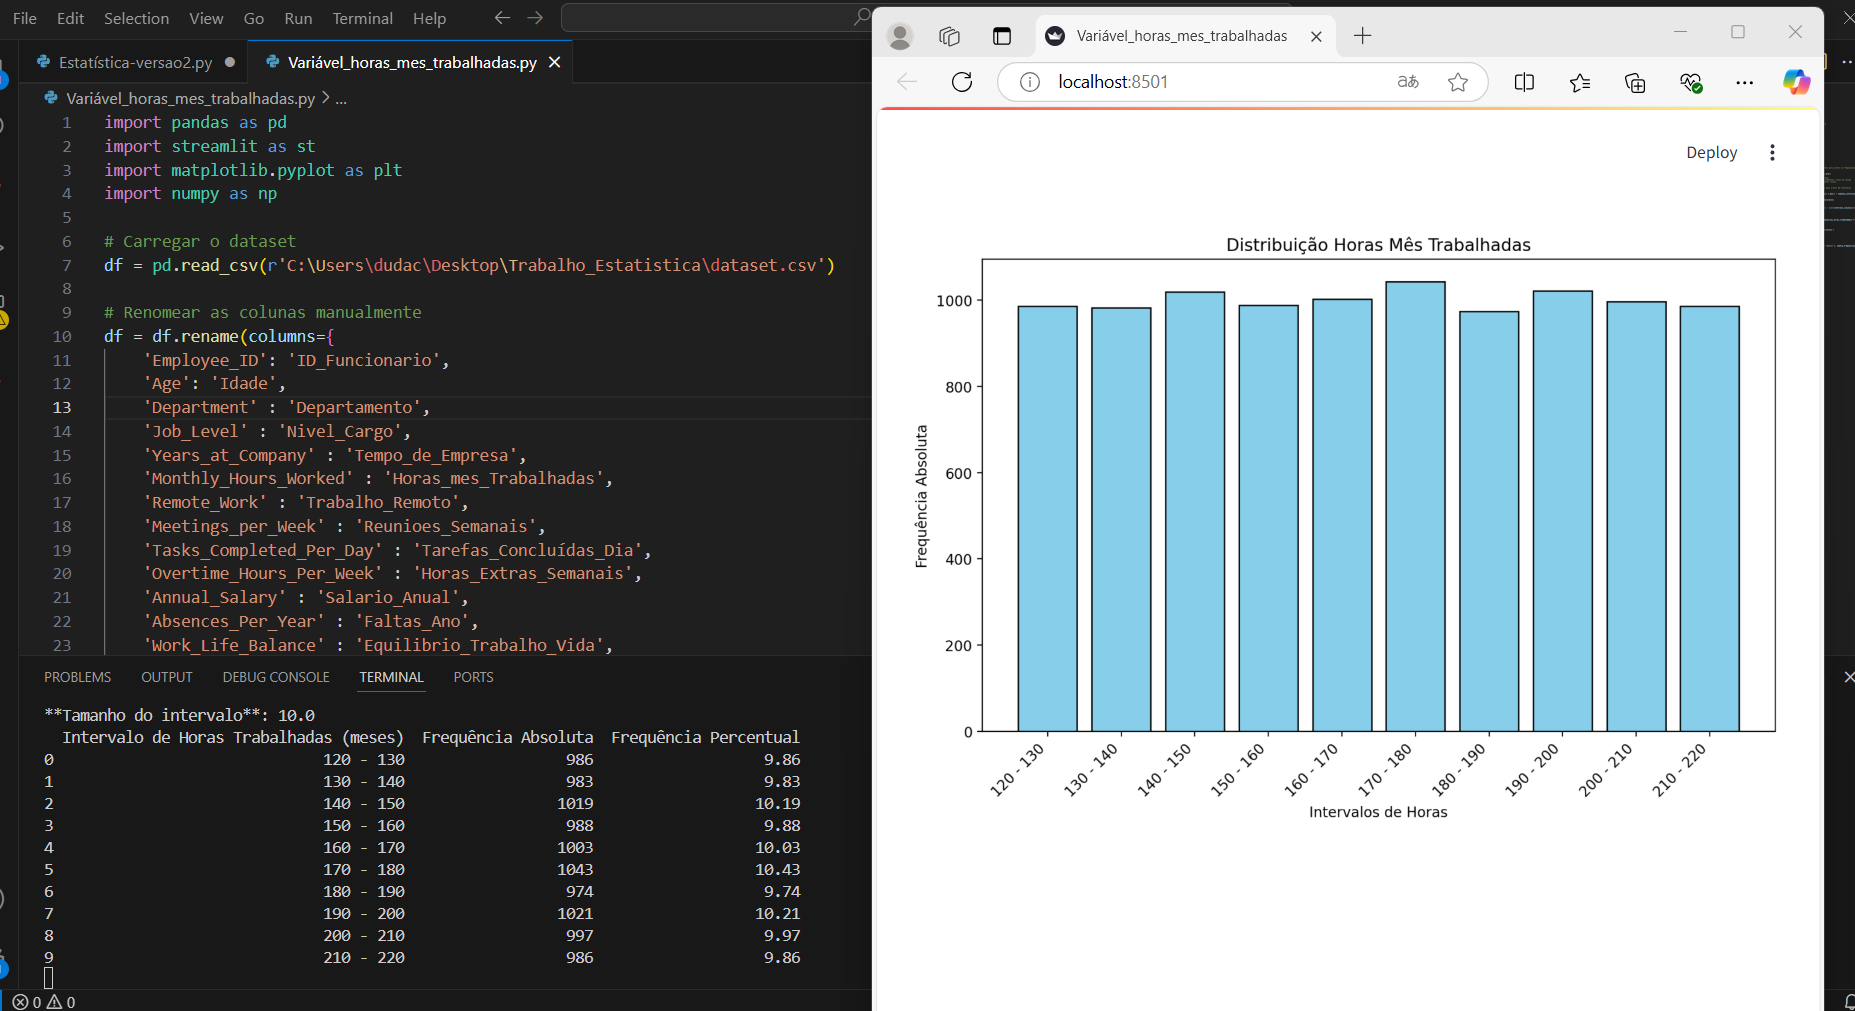 File Edit Selection View Go Run Terminal Help
Estatística-versao2.py
Variável_horas_mes_trabalhadas.py
Variável_horas_mes_trabalhadas.py > ...
1 import pandas as pd
2 import streamlit as st
3 import matplotlib.pyplot as plt
4 import numpy as np
5
6 # Carregar o dataset
7 df = pd.read_csv(r'C:\Users\dudac\Desktop\Trabalho_Estatistica\dataset.csv')
8
9 # Renomear as colunas manualmente
10 df = df.rename(columns={
11 'Employee_ID': 'ID_Funcionario',
12 'Age': 'Idade',
13 'Department' : 'Departamento',
14 'Job_Level' : 'Nivel_Cargo',
15 'Years_at_Company' : 'Tempo_de_Empresa',
16 'Monthly_Hours_Worked' : 'Horas_mes_Trabalhadas',
17 'Remote_Work' : 'Trabalho_Remoto',
18 'Meetings_per_Week' : 'Reunioes_Semanais',
19 'Tasks_Completed_Per_Day' : 'Tarefas_Concluídas_Dia',
20 'Overtime_Hours_Per_Week' : 'Horas_Extras_Semanais',
21 'Annual_Salary' : 'Salario_Anual',
22 'Absences_Per_Year' : 'Faltas_Ano',
23 'Work_Life_Balance' : 'Equilibrio_Trabalho_Vida',
PROBLEMS OUTPUT DEBUG CONSOLE TERMINAL PORTS
**Tamanho do intervalo**: 10.0
Intervalo de Horas Trabalhadas (meses) Frequência Absoluta Frequência Percentual
0 120 - 130 986 9.86
1 130 - 140 983 9.83
2 140 - 150 1019 10.19
3 150 - 160 988 9.88
4 160 - 170 1003 10.03
5 170 - 180 1043 10.43
6 180 - 190 974 9.74
7 190 - 200 1021 10.21
8 200 - 210 997 9.97
9 210 - 220 986 9.86
0 0
Variável_horas_mes_trabalhadas
localhost:8501
aあ
Deploy
Distribuição Horas Mês Trabalhadas
Frequência Absoluta
1000
800
600
400
200
0
120 - 130
130 - 140
140 - 150
150 - 160
160 - 170
170 - 180
180 - 190
190 - 200
200 - 210
210 - 220
Intervalos de Horas